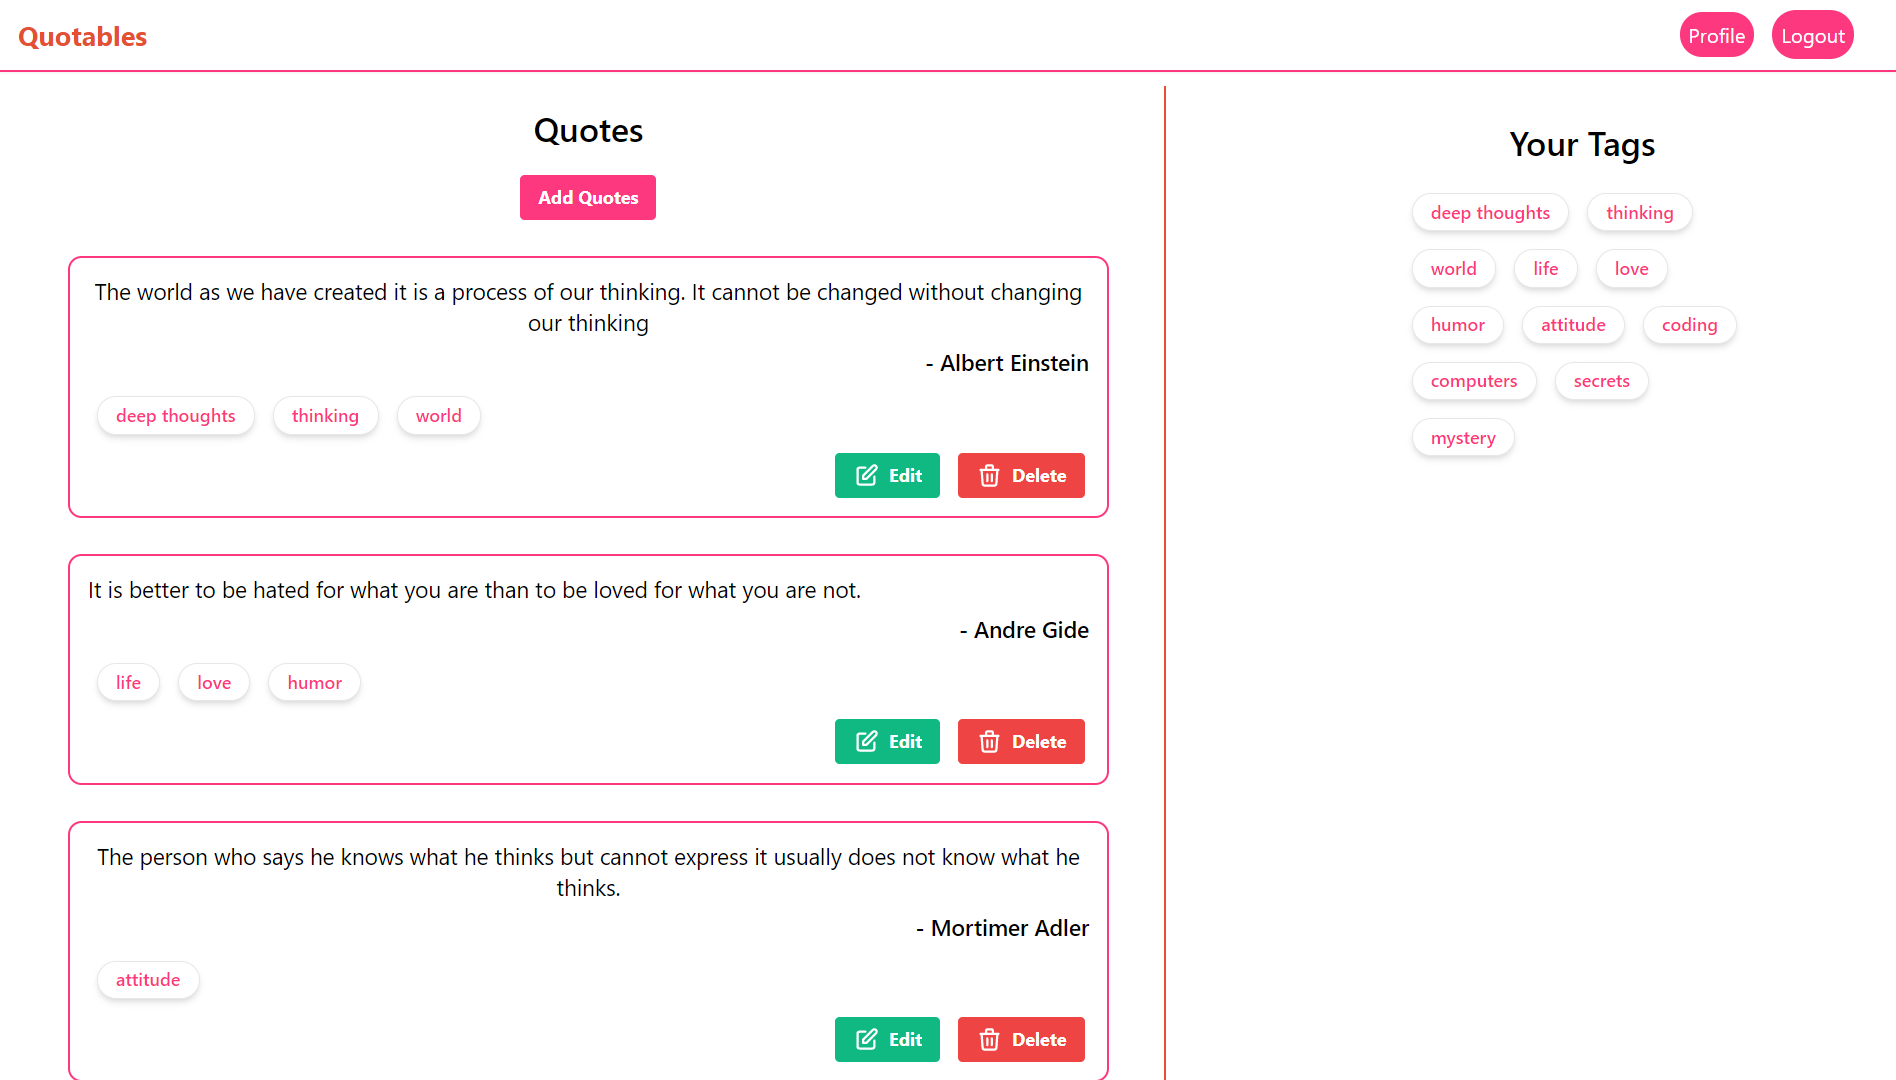 Quotables
Profile Logout
Quotes
Add Quotes
The world as we have created it is a process of our thinking. It cannot be changed without changing
our thinking
- Albert Einstein
deep thoughts thinking world
Edit Delete
It is better to be hated for what you are than to be loved for what you are not.
- Andre Gide
life love humor
Edit Delete
The person who says he knows what he thinks but cannot express it usually does not know what he
thinks.
- Mortimer Adler
attitude
Edit Delete
Your Tags
deep thoughts thinking
world life love
humor attitude coding
computers secrets
mystery